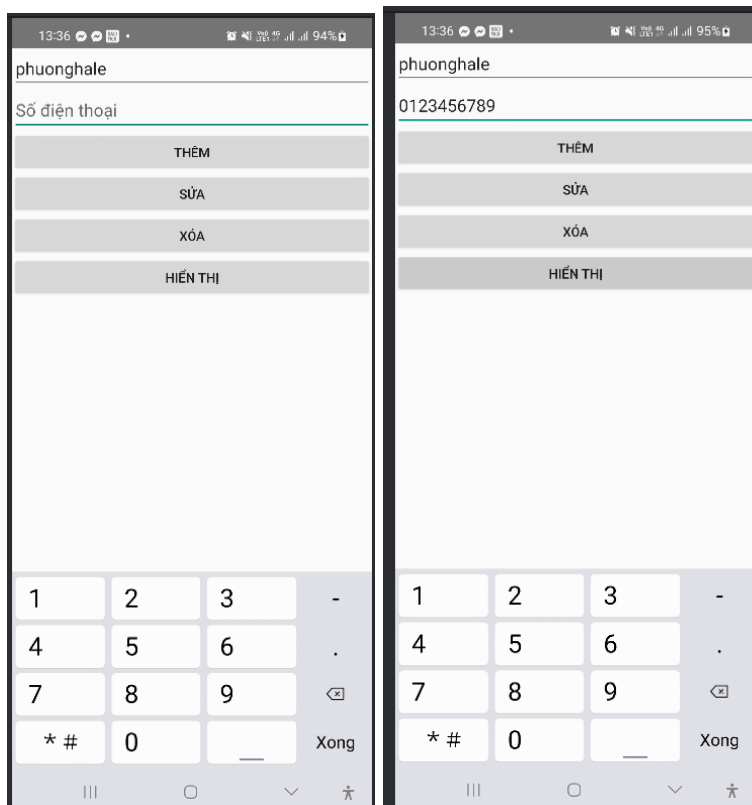 13:36 94%
phuonghale
Số điện thoại
THÊM
SỬA
XÓA
HIỂN THỊ
1 2 3 -
4 5 6 .
7 8 9
* # 0 Xong
13:36 95%
phuonghale
0123456789
THÊM
SỬA
XÓA
HIỂN THỊ
1 2 3 -
4 5 6 .
7 8 9
* # 0 Xong